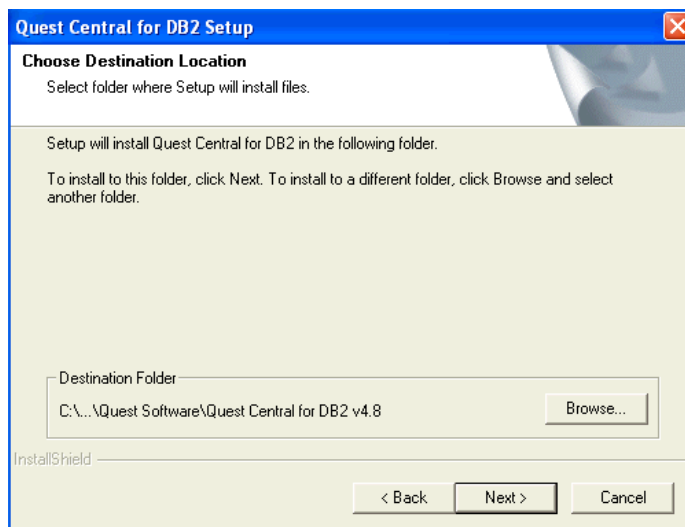 Quest Central for DB2 Setup
Choose Destination Location
Select folder where Setup will install files.
Setup will install Quest Central for DB2 in the following folder.
To install to this folder, click Next. To install to a different folder, click Browse and select
another folder.
Destination Folder
C:\...\Quest Software\Quest Central for DB2 v4.8
Browse...
InstallShield
< Back
Next >
Cancel